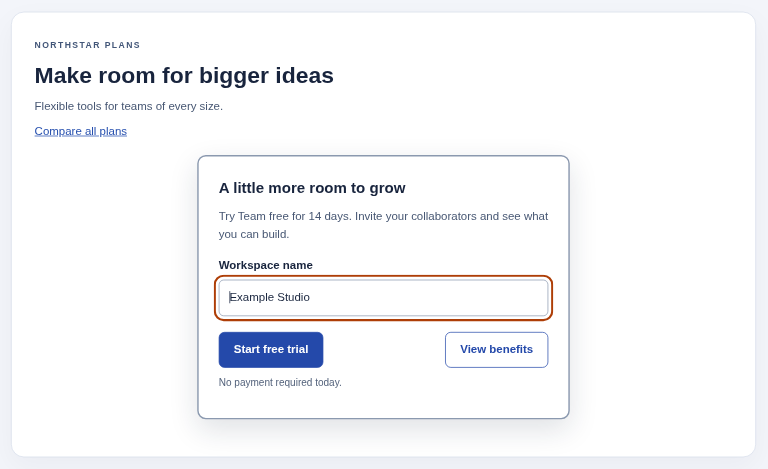 NORTHSTAR PLANS
Make room for bigger ideas
Flexible tools for teams of every size.
Compare all plans
A little more room to grow
Try Team free for 14 days. Invite your collaborators and see what
you can build.
Workspace name
Example Studio
Start free trial
View benefits
No payment required today.